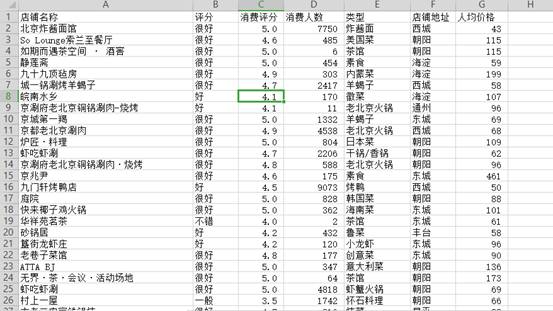 A B C D E F G H
1 店铺名称 评分 消费评分 消费人数 类型 店铺地址 人均价格
2 北京炸酱面馆 很好 5.0 7750 炸酱面 西城 43
3 So Lounge索兰至餐厅 很好 4.6 485 美国菜 朝阳 115
4 如期而遇茶空间 · 酒窖 很好 5.0 6 茶馆 朝阳 115
5 静莲斋 很好 5.0 454 素食 海淀 59
6 九十九顶毡房 很好 4.9 303 内蒙菜 海淀 199
7 城一锅涮烤羊蝎子 很好 4.7 2417 羊蝎子 西城 58
8 皖南水乡 好 4.1 170 徽菜 海淀 107
9 京涮府老北京铜锅涮肉-烧烤 好 4.1 11 老北京火锅 通州 96
10 京城第一羯 很好 5.0 1332 羊蝎子 东城 69
11 京都老北京涮肉 很好 4.9 4538 老北京火锅 西城 68
12 炉匠·料理 很好 5.0 804 日本菜 朝阳 109
13 虾吃虾涮 很好 4.7 2206 干锅/香锅 朝阳 62
14 京涮府老北京铜锅涮肉·烧烤 很好 4.8 588 老北京火锅 朝阳 96
15 京兆尹 很好 4.6 175 素食 东城 461
16 九门轩烤鸭店 好 4.5 9073 烤鸭 西城 50
17 庭院 很好 5.0 828 韩国菜 朝阳 88
18 快来椰子鸡火锅 很好 5.0 362 海南菜 东城 101
19 华祥苑茗茶 不错 4.0 2 茶馆 东城 61
20 砂锅居 好 4.2 432 鲁菜 丰台 58
21 簋街龙虾庄 好 4.2 120 小龙虾 东城 96
22 老巷子菜馆 很好 4.8 177 创意菜 东城 90
23 ATTA BJ 很好 5.0 347 意大利菜 朝阳 136
24 无界·茶·会议·活动场地 很好 5.0 64 茶馆 朝阳 173
25 虾吃虾涮 很好 5.0 4818 虾蟹火锅 朝阳 69
26 村上一屋 一般 3.5 1742 怀石料理 朝阳 66
27